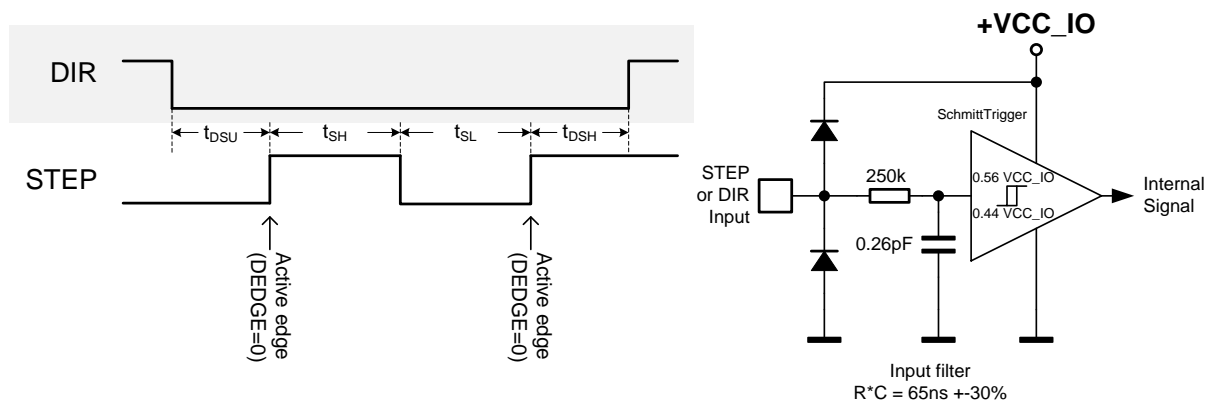 DIR
tDSU
tSH
tSL
tDSH
STEP
Active edge
(DEDGE=0)
Active edge
(DEDGE=0)
+VCC_IO
SchmittTrigger
250k
0.56 VCC_IO
0.44 VCC_IO
STEP
or DIR
Input
Internal
Signal
0.26pF
Input filter
R*C = 65ns +-30%